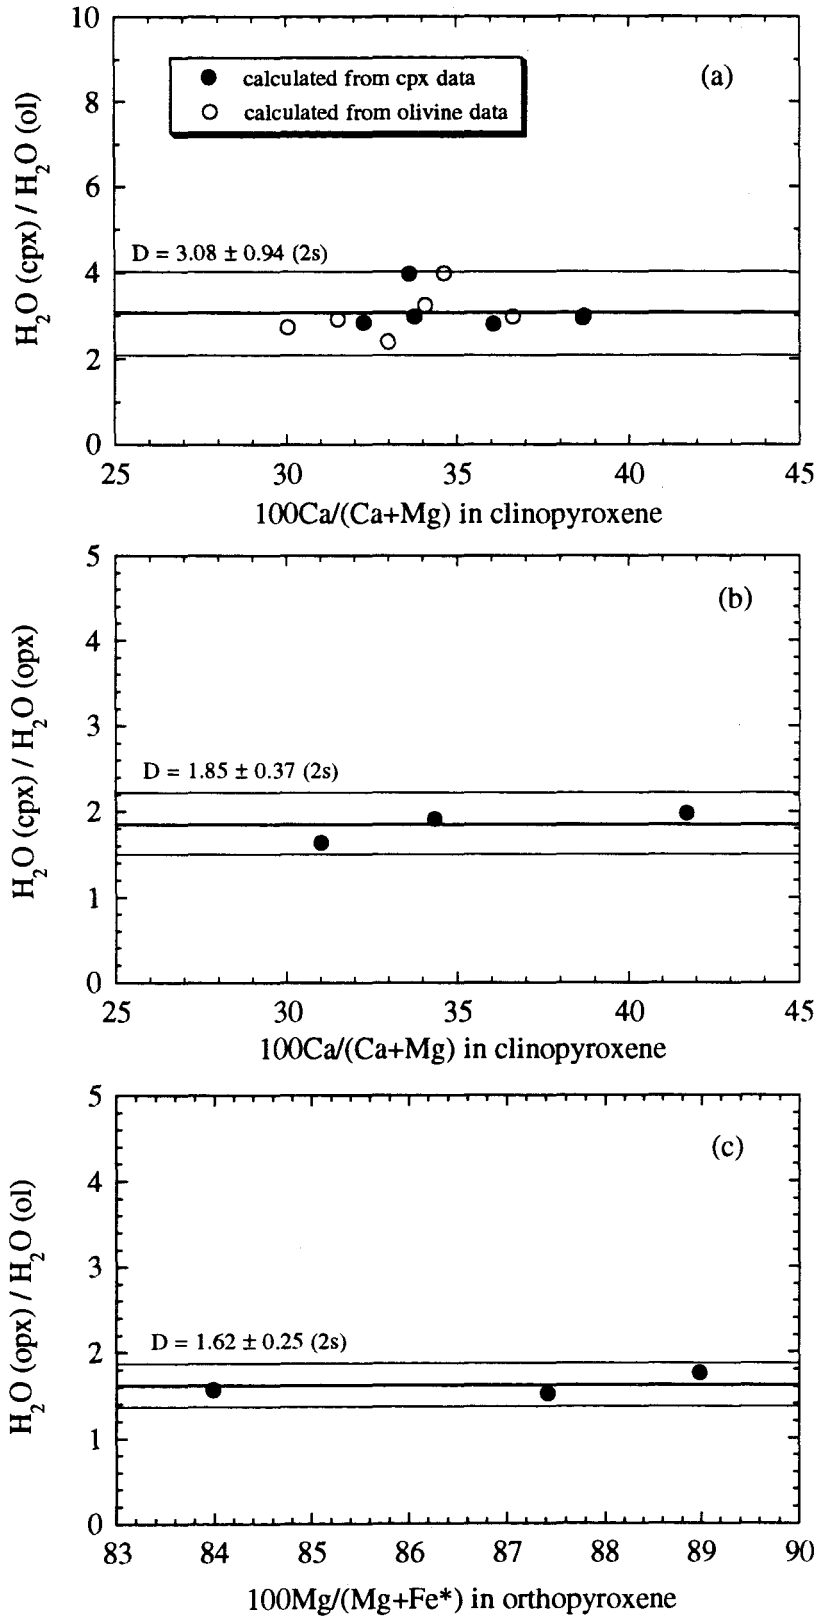 10
8
6
4
2
0
H₂O (cpx) / H₂O (ol)
● calculated from cpx data
○ calculated from olivine data
(a)
D = 3.08 ± 0.94 (2s)
25 30 35 40 45
100Ca/(Ca+Mg) in clinopyroxene
5
4
3
2
1
0
H₂O (cpx) / H₂O (opx)
(b)
D = 1.85 ± 0.37 (2s)
25 30 35 40 45
100Ca/(Ca+Mg) in clinopyroxene
5
4
3
2
1
0
H₂O (opx) / H₂O (ol)
(c)
D = 1.62 ± 0.25 (2s)
83 84 85 86 87 88 89 90
100Mg/(Mg+Fe*) in orthopyroxene